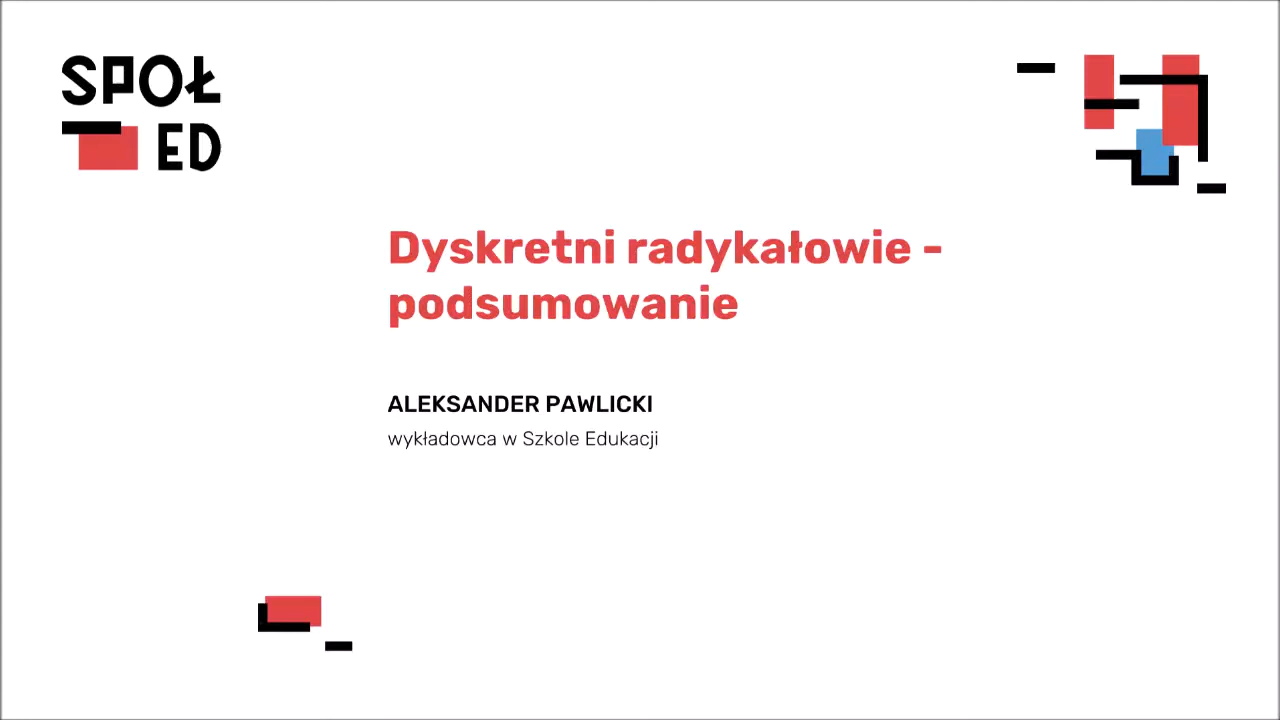 SPOŁ
ED
Dyskretni radykałowie -
podsumowanie
ALEKSANDER PAWLICKI
wykładowca w Szkole Edukacji